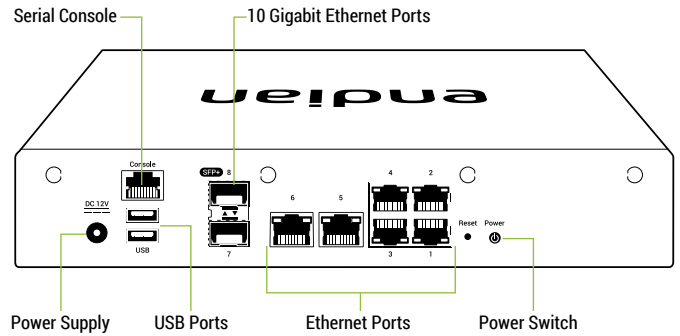 Serial Console
10 Gigabit Ethernet Ports
endian
Console
SFP+ 8
4 2
DC 12V
6 5
Reset Power
USB
7
3 1
Power Supply
USB Ports
Ethernet Ports
Power Switch